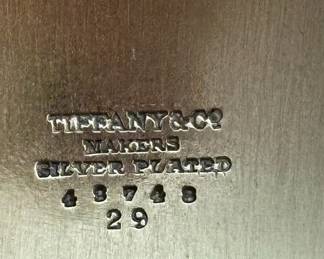 TIFFANY & Co
MAKERS
SILVER PLATED
43748
29